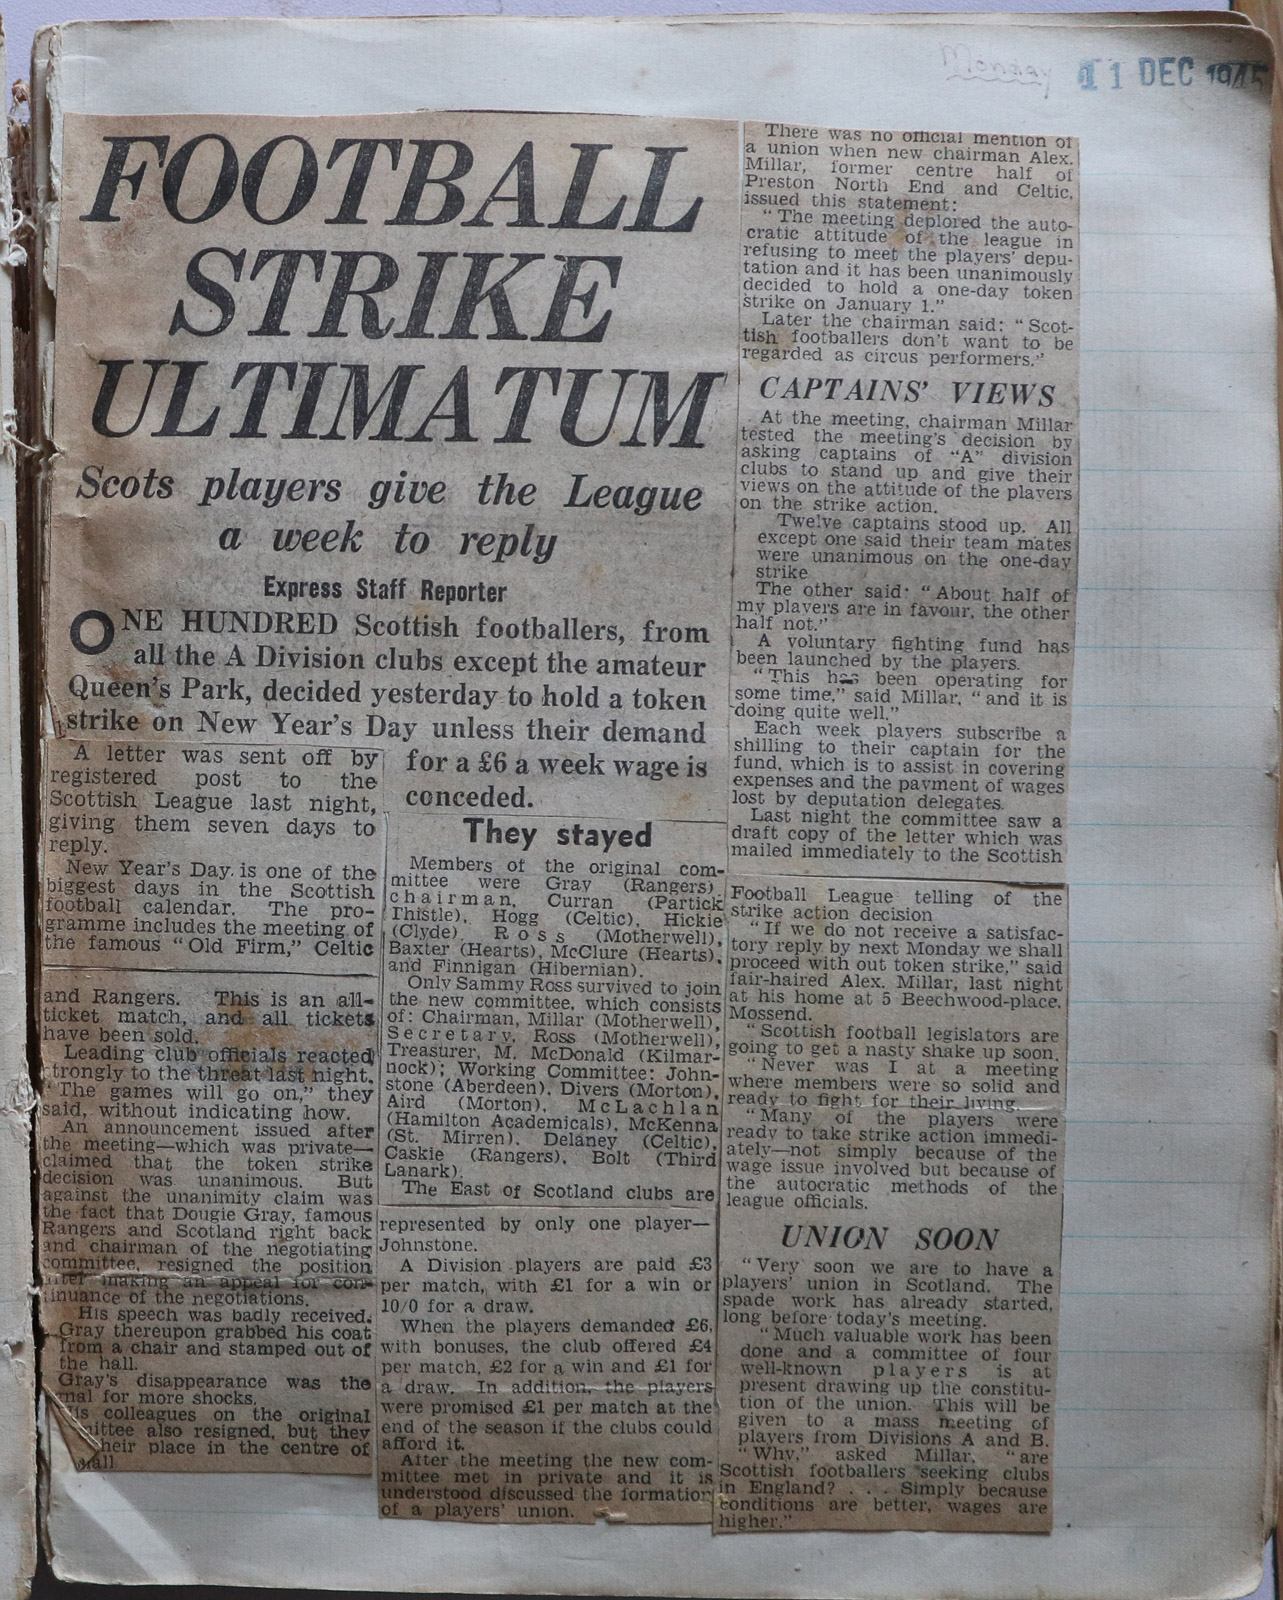 Monday 11 DEC 1945
FOOTBALL
STRIKE
ULTIMATUM
Scots players give the League
a week to reply
Express Staff Reporter
ONE HUNDRED Scottish footballers, from
all the A Division clubs except the amateur
Queen's Park, decided yesterday to hold a token
strike on New Year's Day unless their demand
for a £6 a week wage is
conceded.
A letter was sent off by
registered post to the
Scottish League last night,
giving them seven days to
reply.
New Year's Day is one of the
biggest days in the Scottish
football calendar. The pro-
gramme includes the meeting of
the famous "Old Firm," Celtic
and Rangers. This is an all-
ticket match, and all tickets
have been sold.
Leading club officials reacted
strongly to the threat last night.
"The games will go on," they
said, without indicating how.
An announcement issued after
the meeting—which was private—
claimed that the token strike
decision was unanimous. But
against the unanimity claim was
the fact that Dougie Gray, famous
Rangers and Scotland right back
and chairman of the negotiating
committee, resigned the position
after making an appeal for con-
tinuance of the negotiations.
His speech was badly received.
Gray thereupon grabbed his coat
from a chair and stamped out of
the hall.
Gray's disappearance was the
for more shocks.
colleagues on the original
also resigned, but they
place in the centre of
They stayed
Members of the original com-
mittee were Gray (Rangers)
chairman, Curran (Partick
Thistle), Hogg (Celtic), Hickie
(Clyde), Ross (Motherwell),
Baxter (Hearts), McClure (Hearts),
and Finnigan (Hibernian).
Only Sammy Ross survived to join
the new committee, which consists
of: Chairman, Millar (Motherwell),
Secretary, Ross (Motherwell),
Treasurer, M. McDonald (Kilmar-
nock); Working Committee: John-
stone (Aberdeen), Divers (Morton),
Aird (Morton), McLachlan
(Hamilton Academicals), McKenna
(St. Mirren), Delaney (Celtic),
Caskie (Rangers), Bolt (Third
Lanark).
The East of Scotland clubs are
represented by only one player—
Johnstone.
A Division players are paid £3
per match, with £1 for a win or
10/0 for a draw.
When the players demanded £6,
with bonuses, the club offered £4
per match, £2 for a win and £1 for
a draw. In addition, the players
were promised £1 per match at the
end of the season if the clubs could
afford it.
After the meeting the new com-
mittee met in private and it is
understood discussed the formation
of a players' union.
There was no official mention of
a union when new chairman Alex.
Millar, former centre half of
Preston North End and Celtic,
issued this statement:
"The meeting deplored the auto-
cratic attitude of the league in
refusing to meet the players' depu-
tation and it has been unanimously
decided to hold a one-day token
strike on January 1."
Later the chairman said: "Scot-
tish footballers don't want to be
regarded as circus performers."
CAPTAINS' VIEWS
At the meeting, chairman Millar
tested the meeting's decision by
asking captains of "A" division
clubs to stand up and give their
views on the attitude of the players
on the strike action.
Twelve captains stood up. All
except one said their team mates
were unanimous on the one-day
strike
The other said: "About half of
my players are in favour, the other
half not."
A voluntary fighting fund has
been launched by the players.
"This has been operating for
some time," said Millar, "and it is
doing quite well."
Each week players subscribe a
shilling to their captain for the
fund, which is to assist in covering
expenses and the payment of wages
lost by deputation delegates.
Last night the committee saw a
draft copy of the letter which was
mailed immediately to the Scottish
Football League telling of the
strike action decision
"If we do not receive a satisfac-
tory reply by next Monday we shall
proceed with out token strike," said
fair-haired Alex. Millar, last night
at his home at 5 Beechwood-place,
Mossend.
"Scottish football legislators are
going to get a nasty shake up soon.
"Never was I at a meeting
where members were so solid and
ready to fight for their living.
"Many of the players were
ready to take strike action immedi-
ately—not simply because of the
wage issue involved but because of
the autocratic methods of the
league officials.
UNION SOON
"Very soon we are to have a
players' union in Scotland. The
spade work has already started,
long before today's meeting.
"Much valuable work has been
done and a committee of four
well-known players is at
present drawing up the constitu-
tion of the union. This will be
given to a mass meeting of
players from Divisions A and B.
"Why," asked Millar, "are
Scottish footballers seeking clubs
in England? . . . Simply because
conditions are better, wages are
higher."